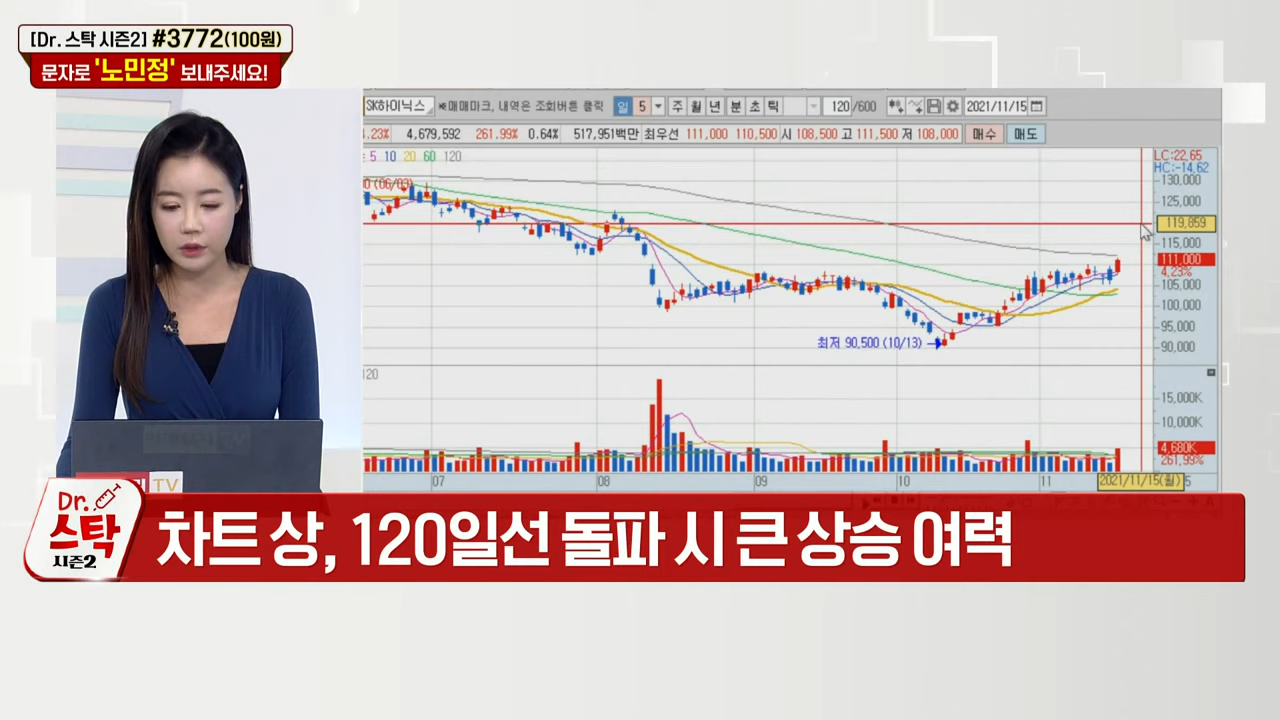 [Dr. 스탁 시즌2] #3772(100원)
문자로 '노민정' 보내주세요!
SK하이닉스 매매마크, 내역은 조회버튼 클릭 일 5 주 월 년 분 초 틱 120 /600 2021/11/15
4.23% 4,679,592 261.99% 0.64% 517,951백만 최우선 111,000 110,500 시 108,500 고 111,500 저 108,000 매수 매도
5 10 20 60 120
LC:22,65
HC:-14,62
130,000
125,000
119,859
115,000
111,000
4,23%
105,000
100,000
95,000
90,000
최저 90,500 (10/13)
120
15,000K
10,000K
4,680K
261,99%
07 08 09 10 11 2021/11/15(월)
TV
Dr.
스탁
시즌2
차트 상, 120일선 돌파 시 큰 상승 여력